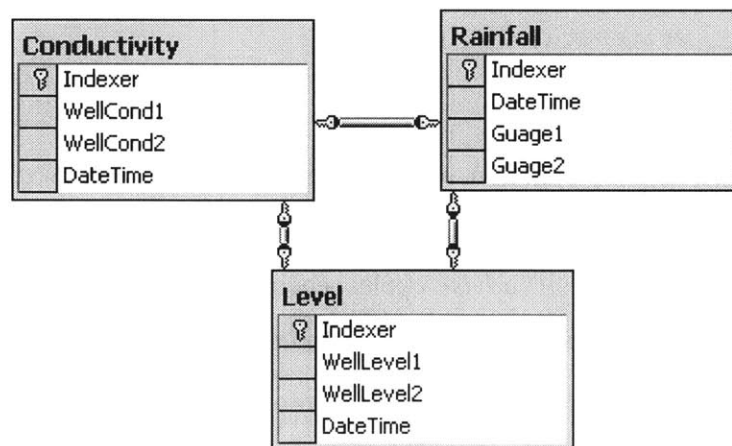 Conductivity
Indexer
WellCond1
WellCond2
DateTime
Rainfall
Indexer
DateTime
Guage1
Guage2
Level
Indexer
WellLevel1
WellLevel2
DateTime